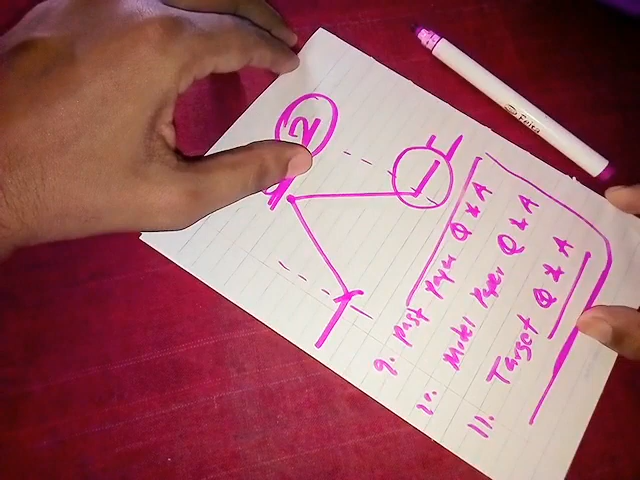 2
1
9. Past Paper Q & A
10. Model Paper Q & A
11. Target Q & A